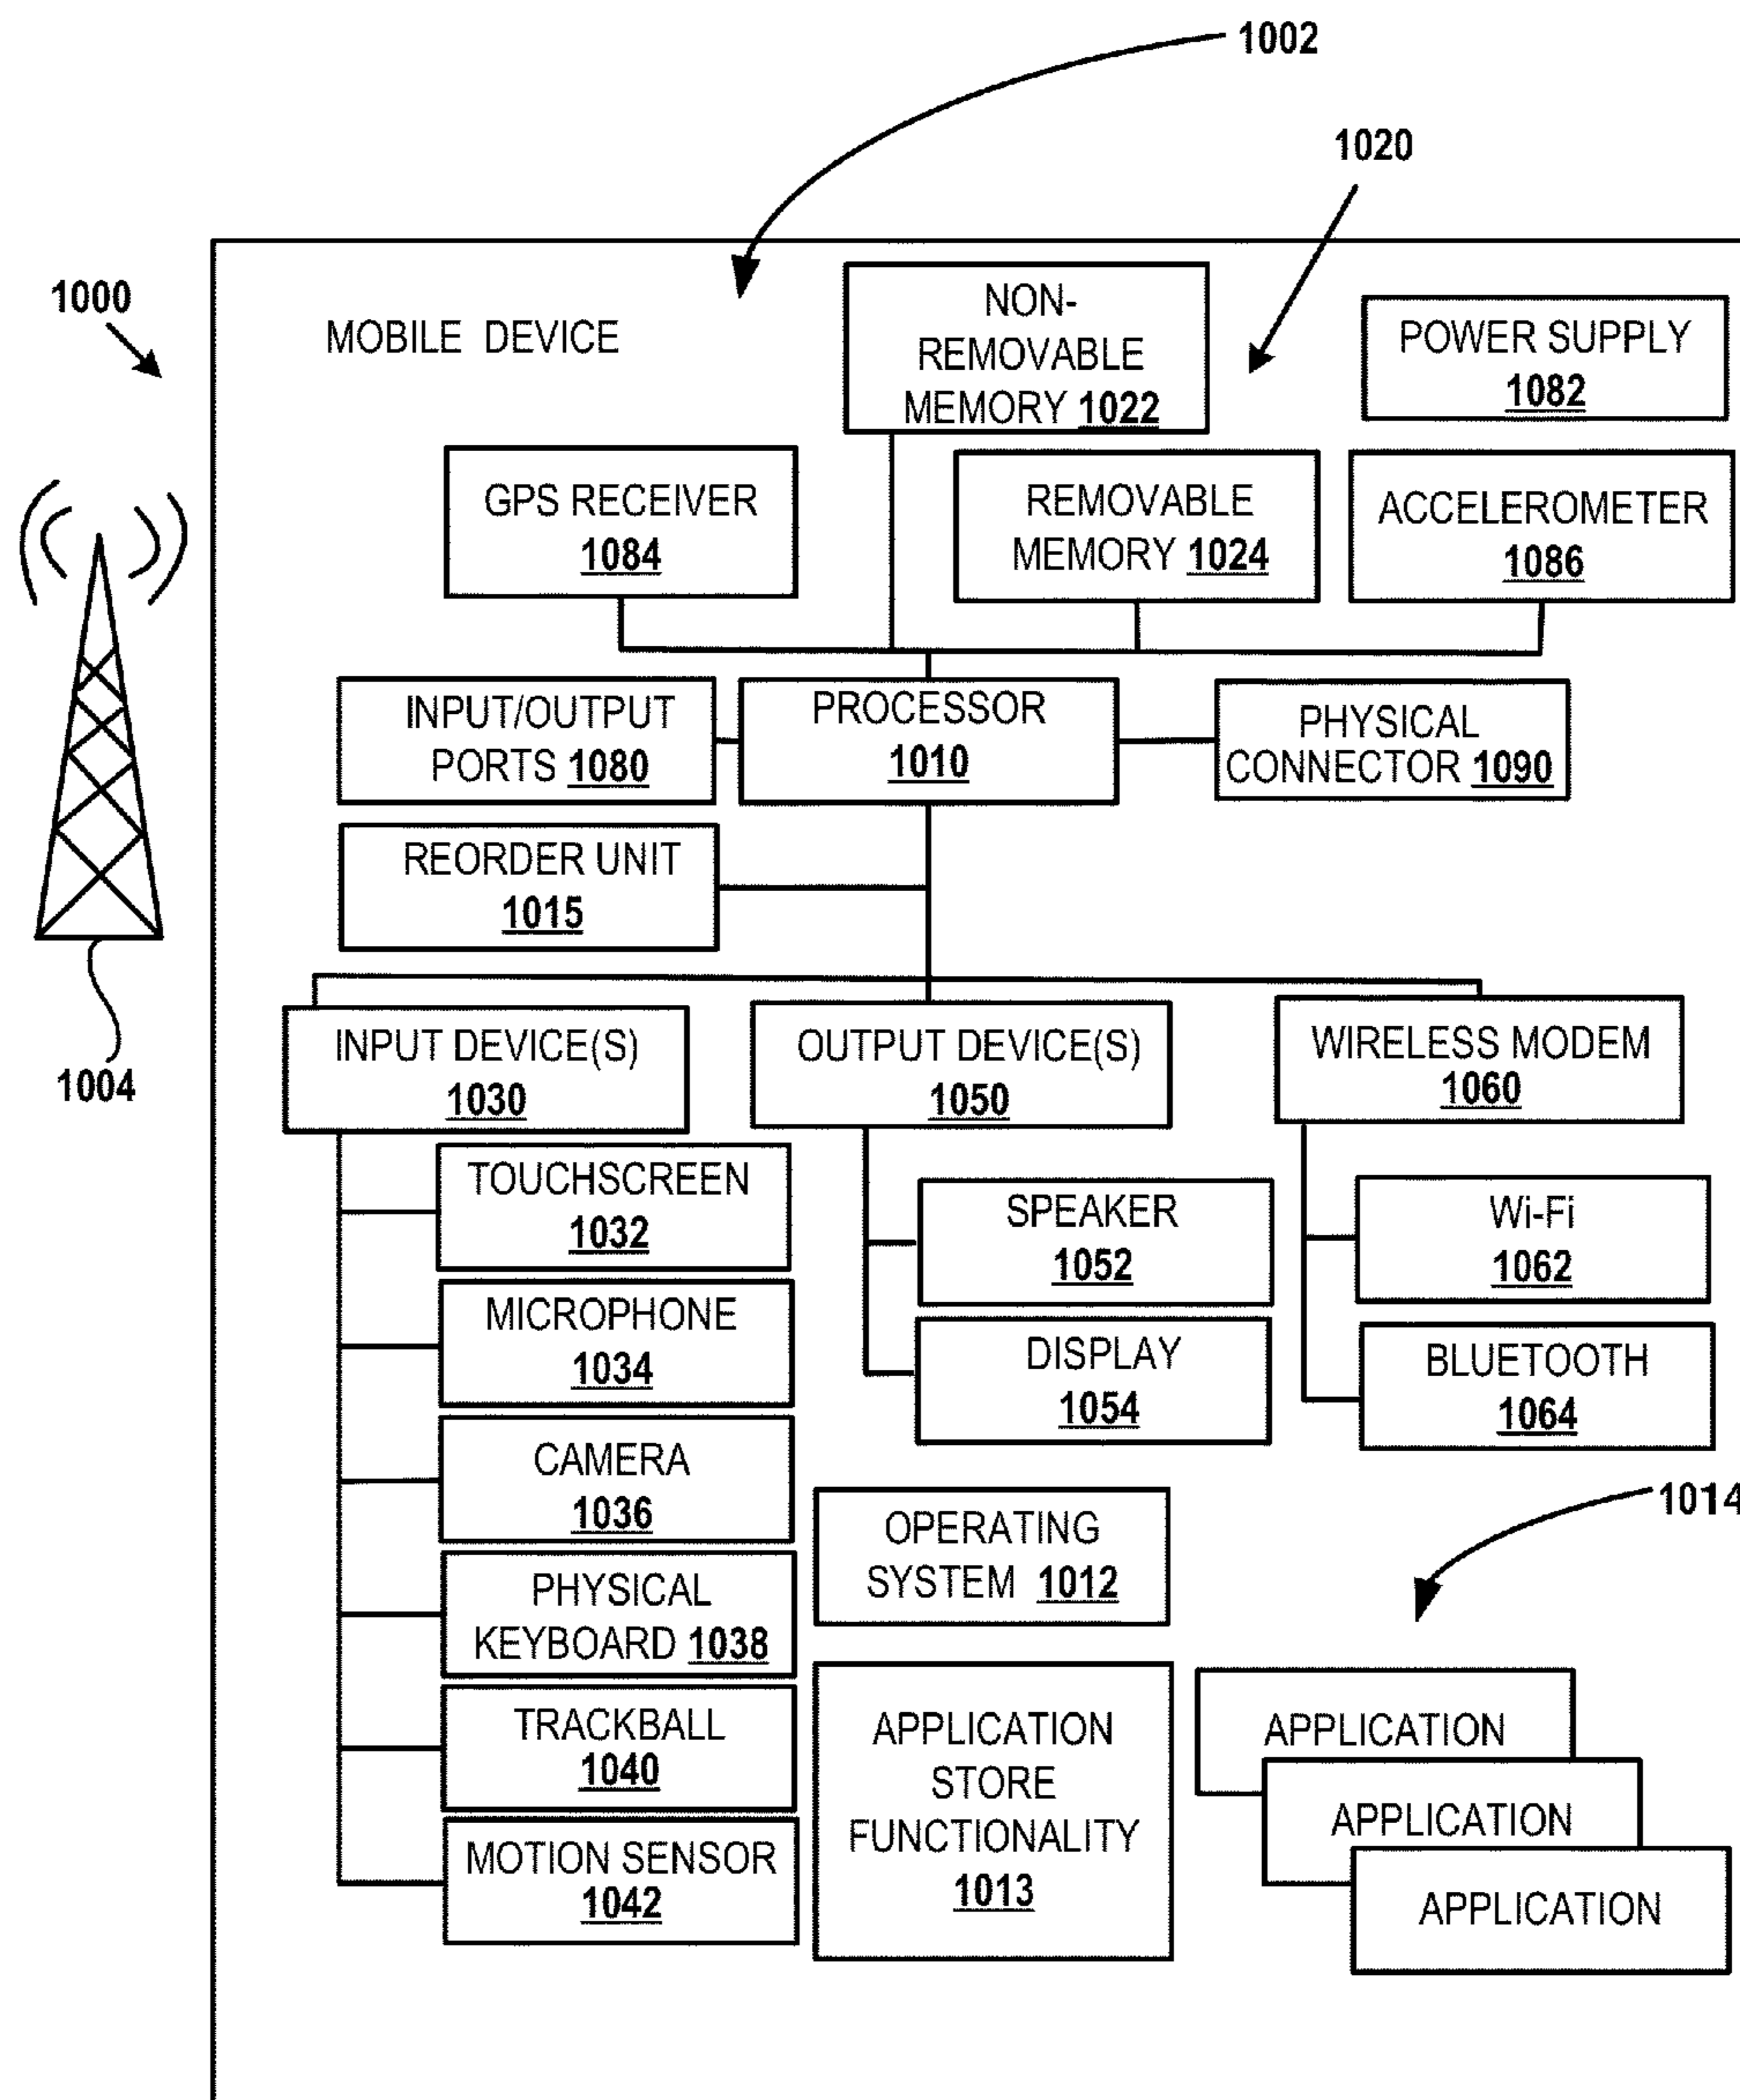 1002
1020
1000
MOBILE DEVICE
NON-
REMOVABLE
MEMORY 1022
POWER SUPPLY
1082
GPS RECEIVER
1084
REMOVABLE
MEMORY 1024
ACCELEROMETER
1086
INPUT/OUTPUT
PORTS 1080
PROCESSOR
1010
PHYSICAL
CONNECTOR 1090
REORDER UNIT
1015
1004
INPUT DEVICE(S)
1030
OUTPUT DEVICE(S)
1050
WIRELESS MODEM
1060
TOUCHSCREEN
1032
MICROPHONE
1034
CAMERA
1036
PHYSICAL
KEYBOARD 1038
TRACKBALL
1040
MOTION SENSOR
1042
SPEAKER
1052
DISPLAY
1054
Wi-Fi
1062
BLUETOOTH
1064
OPERATING
SYSTEM 1012
APPLICATION
STORE
FUNCTIONALITY
1013
1014
APPLICATION
APPLICATION
APPLICATION